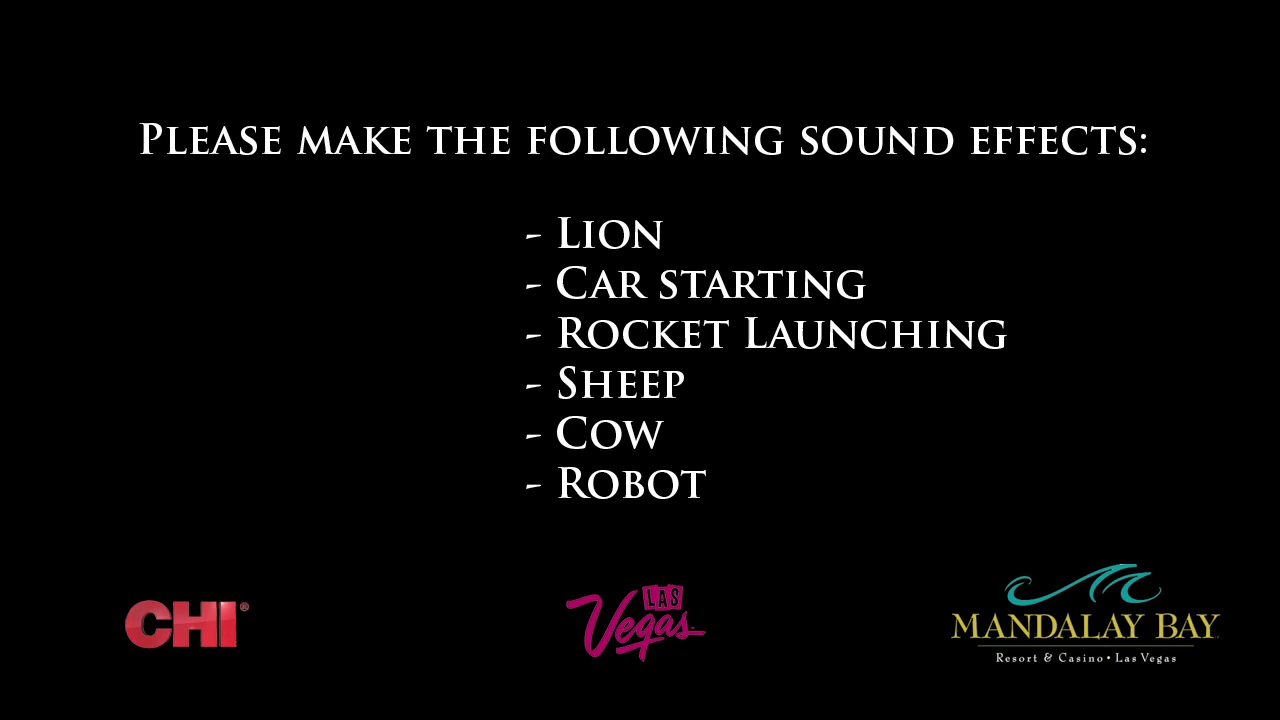 Please make the following sound effects:
- Lion
- Car starting
- Rocket Launching
- Sheep
- Cow
- Robot
CHI®
LAS
Vegas
MANDALAY BAY
Resort & Casino • Las Vegas